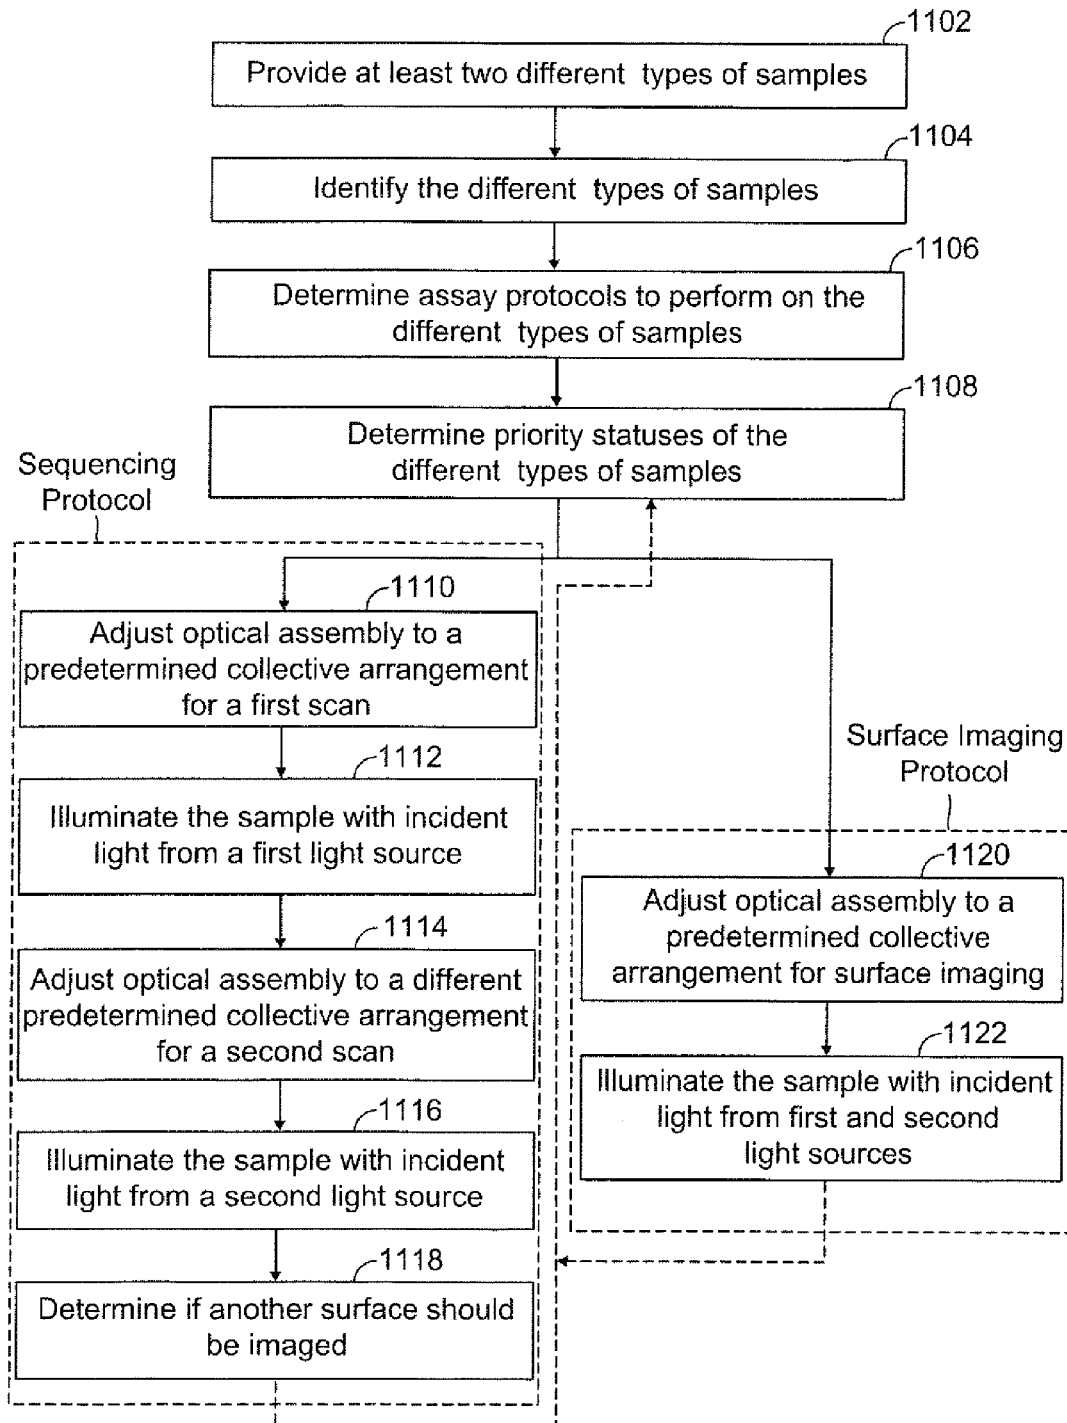 1102
Provide at least two different types of samples
1104
Identify the different types of samples
1106
Determine assay protocols to perform on the
different types of samples
1108
Determine priority statuses of the
different types of samples
Sequencing
Protocol
1110
Adjust optical assembly to a
predetermined collective arrangement
for a first scan
1112
Illuminate the sample with incident
light from a first light source
1114
Adjust optical assembly to a different
predetermined collective arrangement
for a second scan
1116
Illuminate the sample with incident
light from a second light source
1118
Determine if another surface should
be imaged
Surface Imaging
Protocol
1120
Adjust optical assembly to a
predetermined collective
arrangement for surface imaging
1122
Illuminate the sample with incident
light from first and second
light sources